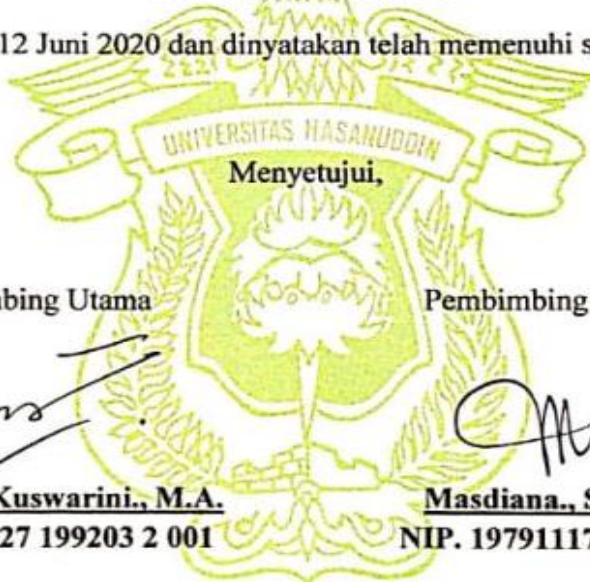 12 Juni 2020 dan dinyatakan telah memenuhi s
UNIVERSITAS HASANUDDIN
Menyetujui,
bing Utama
Pembimbing
Kuswarini., M.A.
Masdiana., S
27 199203 2 001
NIP. 19791117